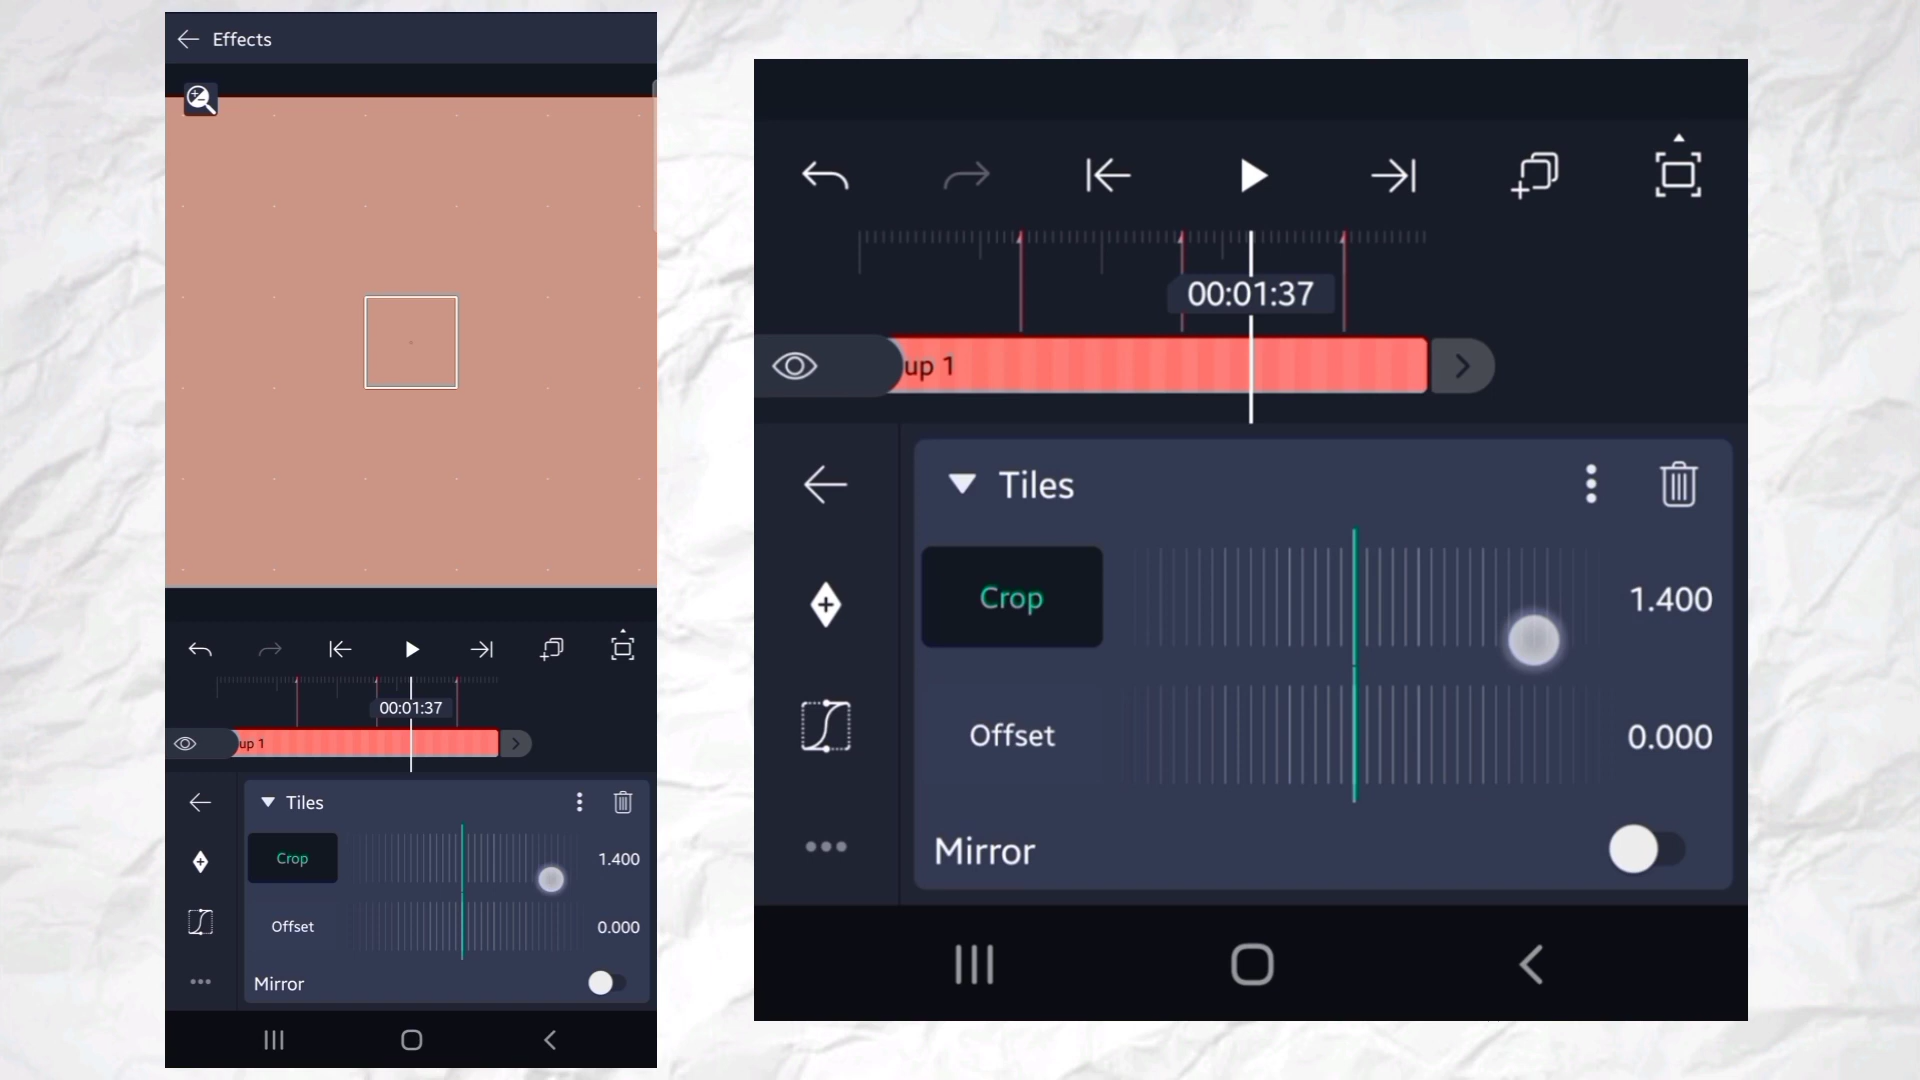 Effects
00:01:37
up 1
Tiles
Crop
1.400
Offset
0.000
Mirror
00:01:37
up 1
Tiles
Crop
1.400
Offset
0.000
Mirror